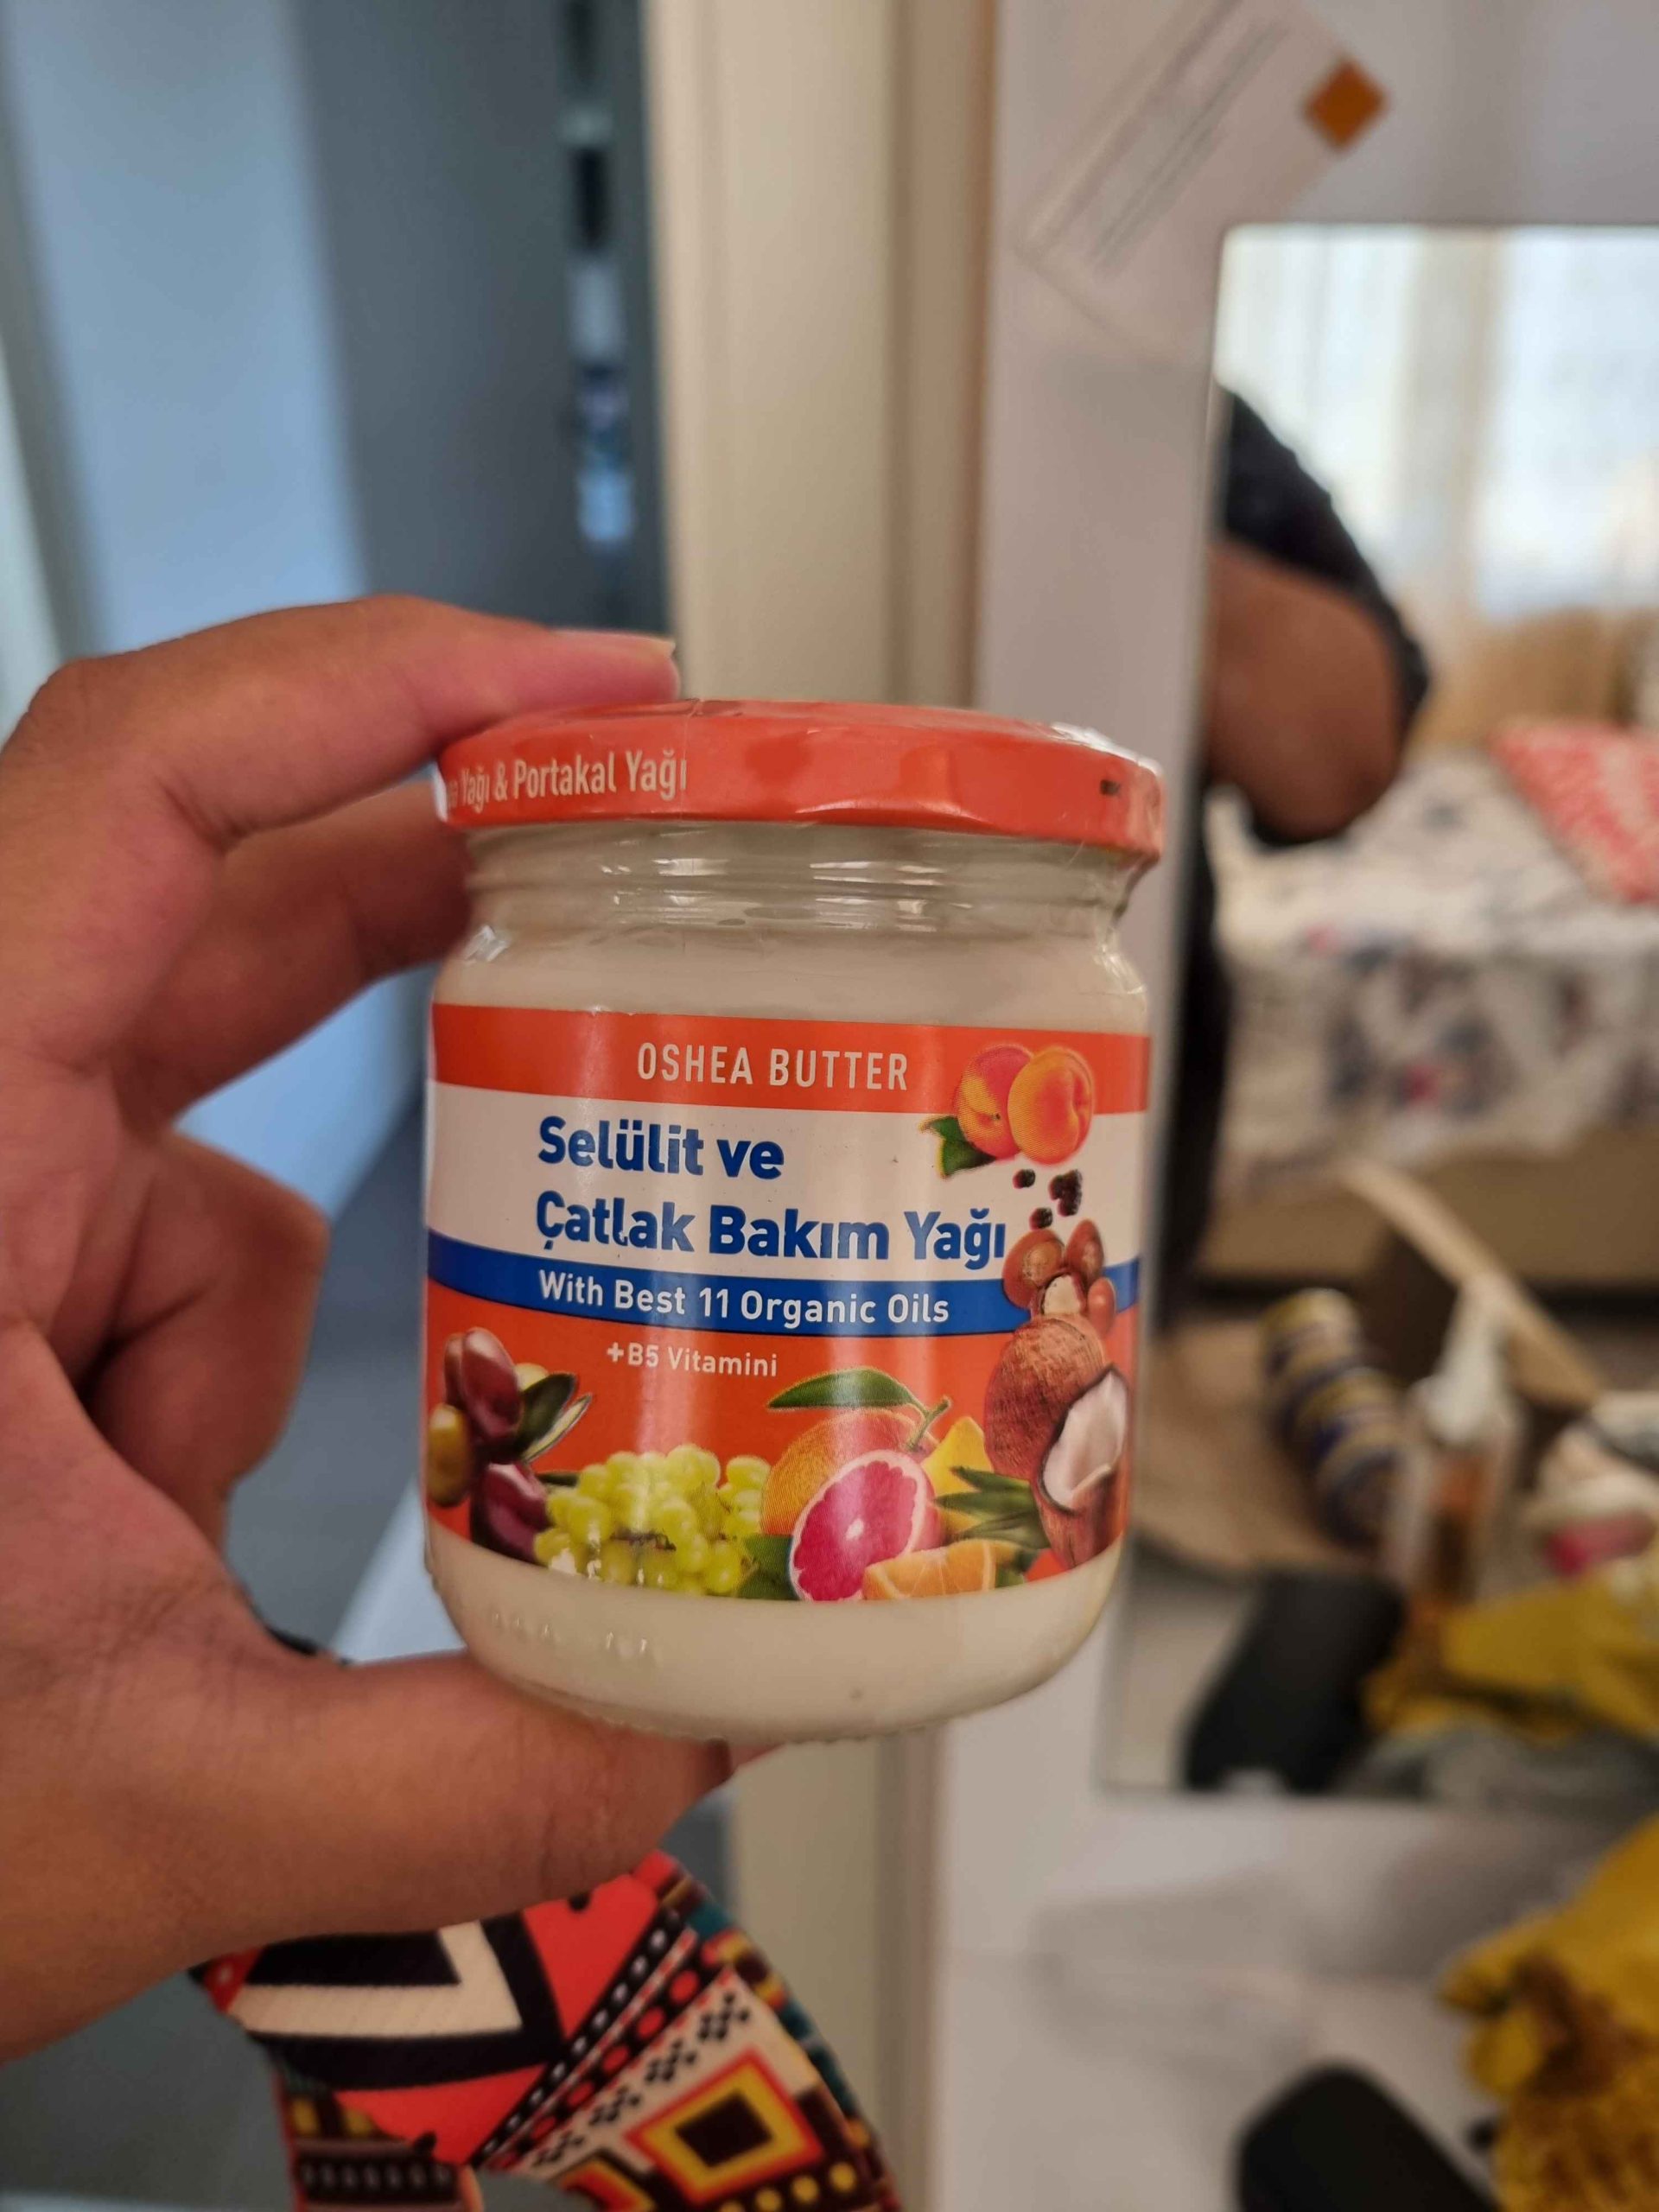 Yağı & Portakal Yağı
OSHEA BUTTER
Selülit ve
Çatlak Bakım Yağı
With Best 11 Organic Oils
+B5 Vitamini